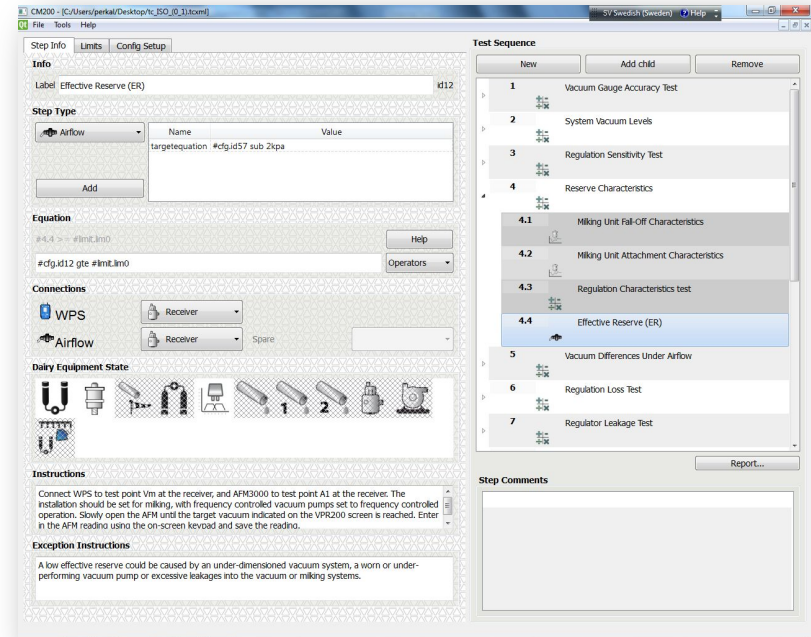 CM200 - [C:/Users/perkal/Desktop/tc_ISO_(0_1).tcxml]
SV Swedish (Sweden) Help
File Tools Help
Step Info Limits Config Setup
Info
Label Effective Reserve (ER) id12
Step Type
Airflow
Name Value
targetequation #cfg.id57 sub 2kpa
Add
Equation
#4.4 > = #limit.lim0
Help
#cfg.id12 gte #limit.lim0
Operators
Connections
WPS Receiver
Airflow Receiver Spare
Dairy Equipment State
1 2
Instructions
Connect WPS to test point Vm at the receiver, and AFM3000 to test point A1 at the receiver. The
installation should be set for milking, with frequency controlled vacuum pumps set to frequency controlled
operation. Slowly open the AFM until the target vacuum indicated on the VPR200 screen is reached. Enter
in the AFM reading using the on-screen keypad and save the reading.
Exception Instructions
A low effective reserve could be caused by an under-dimensioned vacuum system, a worn or under-
performing vacuum pump or excessive leakages into the vacuum or milking systems.
Test Sequence
New Add child Remove
1 Vacuum Gauge Accuracy Test
2 System Vacuum Levels
3 Regulation Sensitivity Test
4 Reserve Characteristics
4.1 Milking Unit Fall-Off Characteristics
4.2 Milking Unit Attachment Characteristics
4.3 Regulation Characteristics test
4.4 Effective Reserve (ER)
5 Vacuum Differences Under Airflow
6 Regulation Loss Test
7 Regulator Leakage Test
Report...
Step Comments